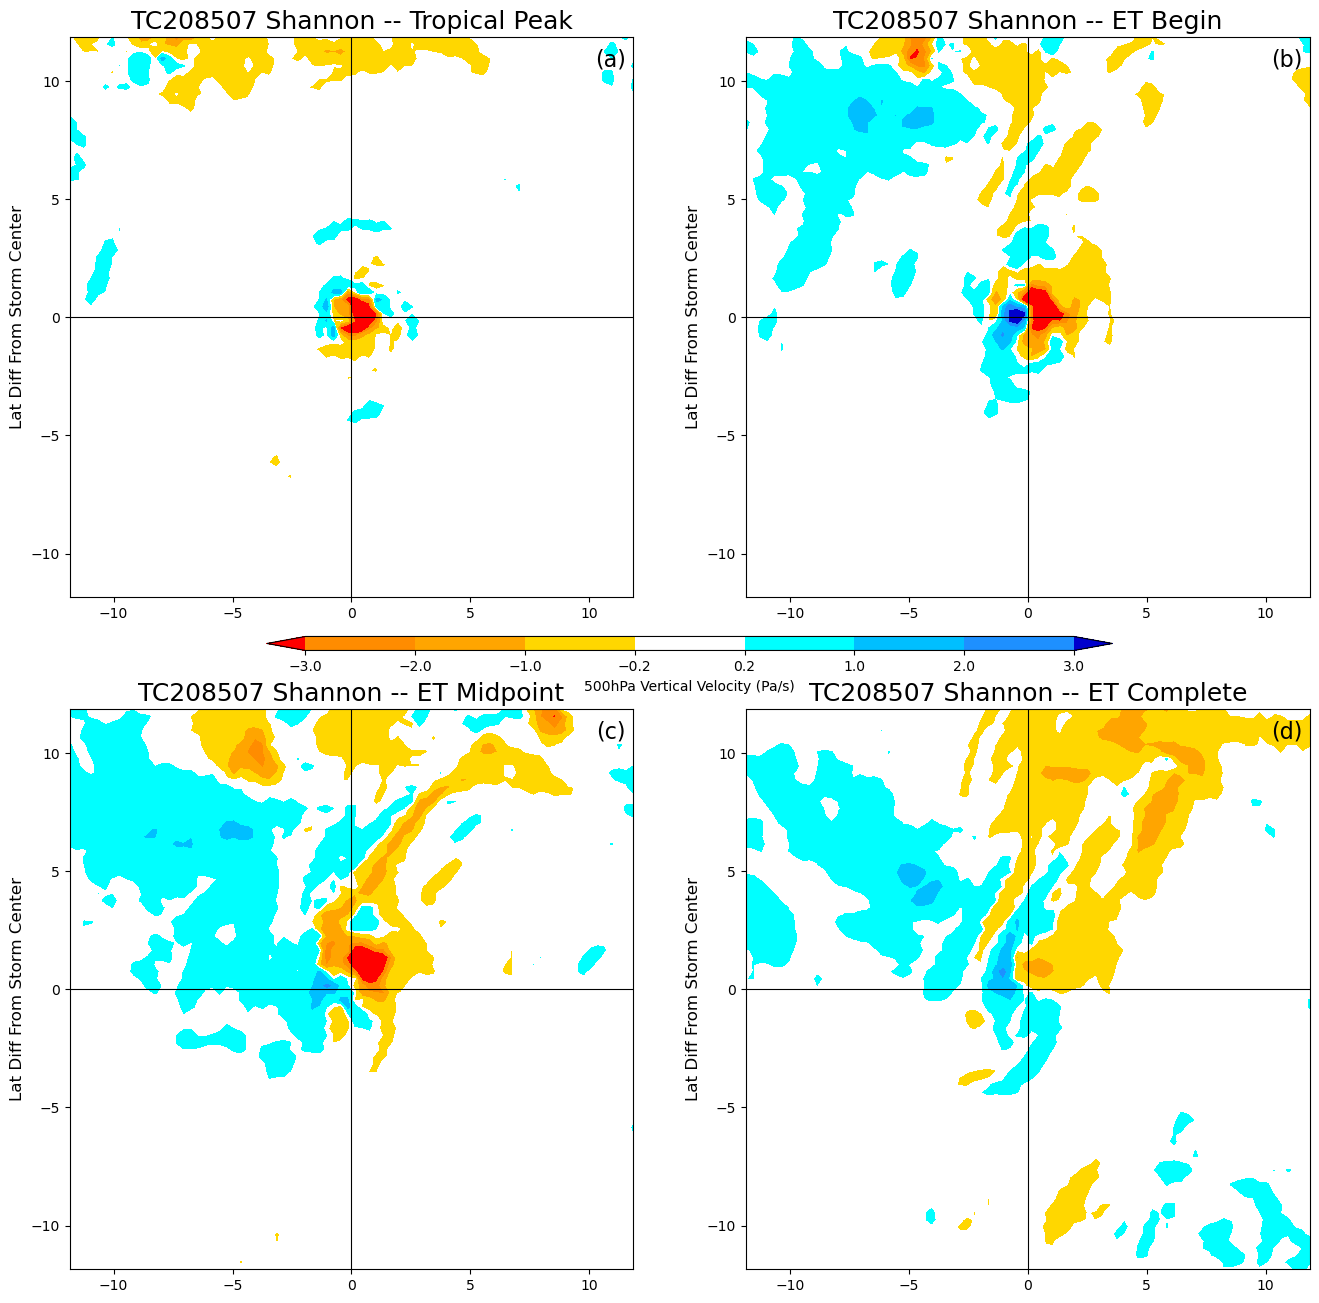 TC208507 Shannon -- Tropical Peak
TC208507 Shannon -- ET Begin
(a)
(b)
Lat Diff From Storm Center
10
5
0
−5
−10
−10 −5 0 5 10
Lat Diff From Storm Center
10
5
0
−5
−10
−10 −5 0 5 10
−3.0 −2.0 −1.0 −0.2 0.2 1.0 2.0 3.0
500hPa Vertical Velocity (Pa/s)
TC208507 Shannon -- ET Midpoint
TC208507 Shannon -- ET Complete
(c)
(d)
Lat Diff From Storm Center
10
5
0
−5
−10
−10 −5 0 5 10
Lat Diff From Storm Center
10
5
0
−5
−10
−10 −5 0 5 10